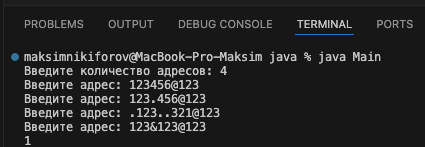 PROBLEMS OUTPUT DEBUG CONSOLE TERMINAL PORTS
maksimnikiforov@MacBook-Pro-Maksim java % java Main
Введите количество адресов: 4
Введите адрес: 123456@123
Введите адрес: 123.456@123
Введите адрес: .123..321@123
Введите адрес: 123&123@123
1